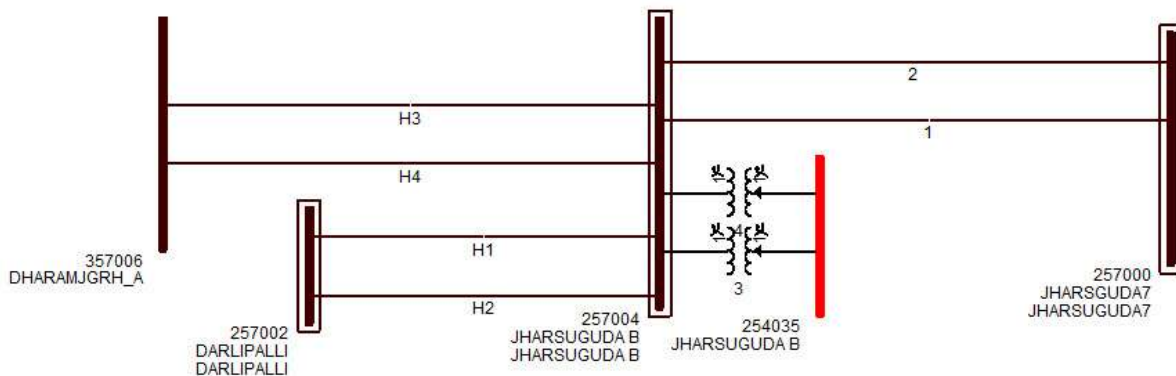 2
H3
1
H4
H1
4
H2
3
357006
DHARAMJGRH_A
257002
DARLIPALLI
DARLIPALLI
257004
JHARSUGUDA B
JHARSUGUDA B
254035
JHARSUGUDA B
257000
JHARSGUDA7
JHARSGUDA7